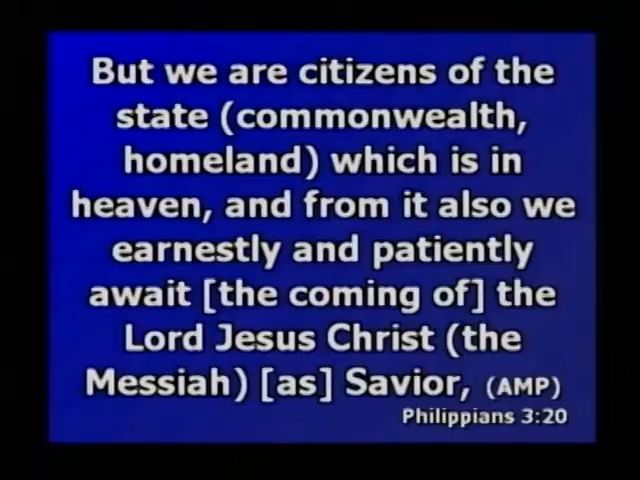 But we are citizens of the
state (commonwealth,
homeland) which is in
heaven, and from it also we
earnestly and patiently
await [the coming of] the
Lord Jesus Christ (the
Messiah) [as] Savior, (AMP)
Philippians 3:20